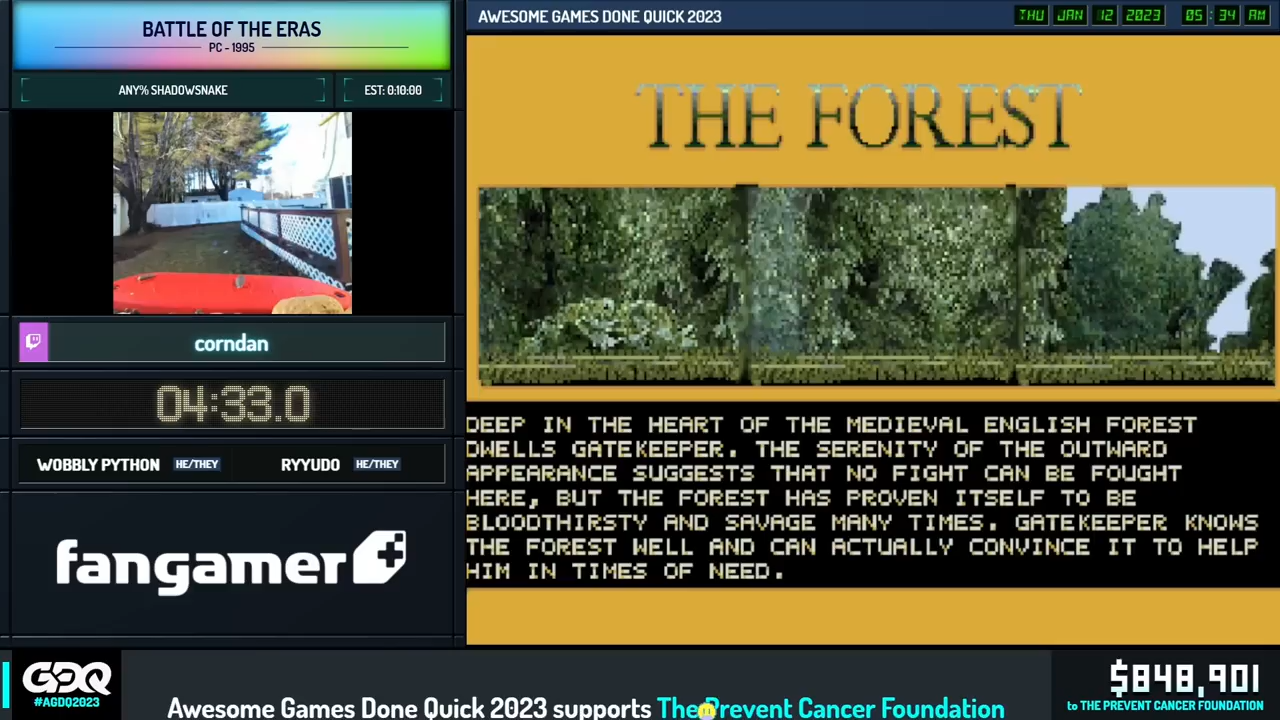 BATTLE OF THE ERAS
PC - 1995
ANY% SHADOWSNAKE
EST: 0:10:00
corndan
04:33.0
WOBBLY PYTHON HE/THEY
RYYUDO HE/THEY
fangamer
AWESOME GAMES DONE QUICK 2023
THU JAN 12 2023 05:34 AM
THE FOREST
DEEP IN THE HEART OF THE MEDIEVAL ENGLISH FOREST
DWELLS GATEKEEPER. THE SERENITY OF THE OUTWARD
APPEARANCE SUGGESTS THAT NO FIGHT CAN BE FOUGHT
HERE, BUT THE FOREST HAS PROVEN ITSELF TO BE
BLOODTHIRSTY AND SAVAGE MANY TIMES. GATEKEEPER KNOWS
THE FOREST WELL AND CAN ACTUALLY CONVINCE IT TO HELP
HIM IN TIMES OF NEED.
GDQ
#AGDQ2023
Awesome Games Done Quick 2023 supports The Prevent Cancer Foundation
$848,901
to THE PREVENT CANCER FOUNDATION